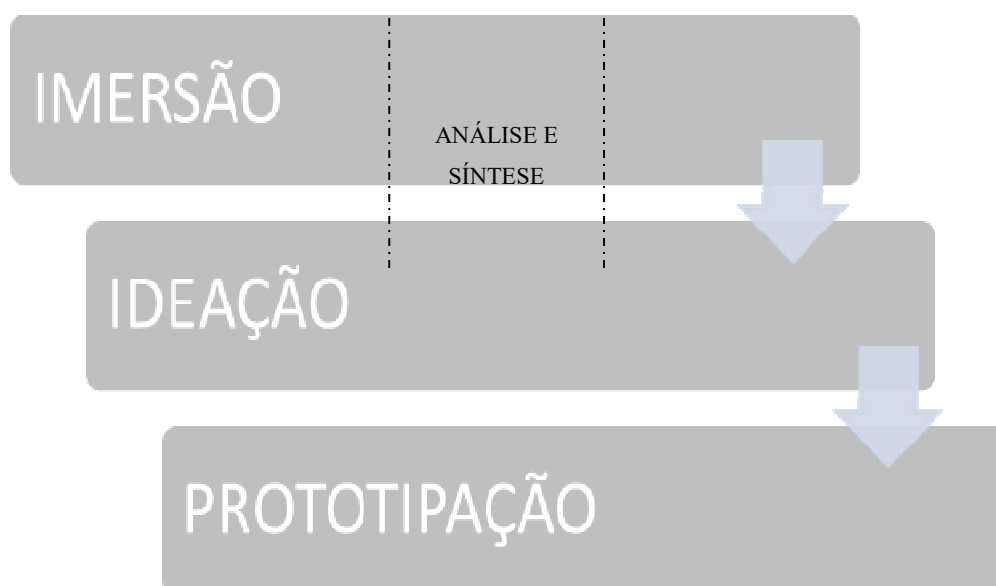 IMERSÃO
ANÁLISE E
SÍNTESE
IDEAÇÃO
PROTOTIPAÇÃO